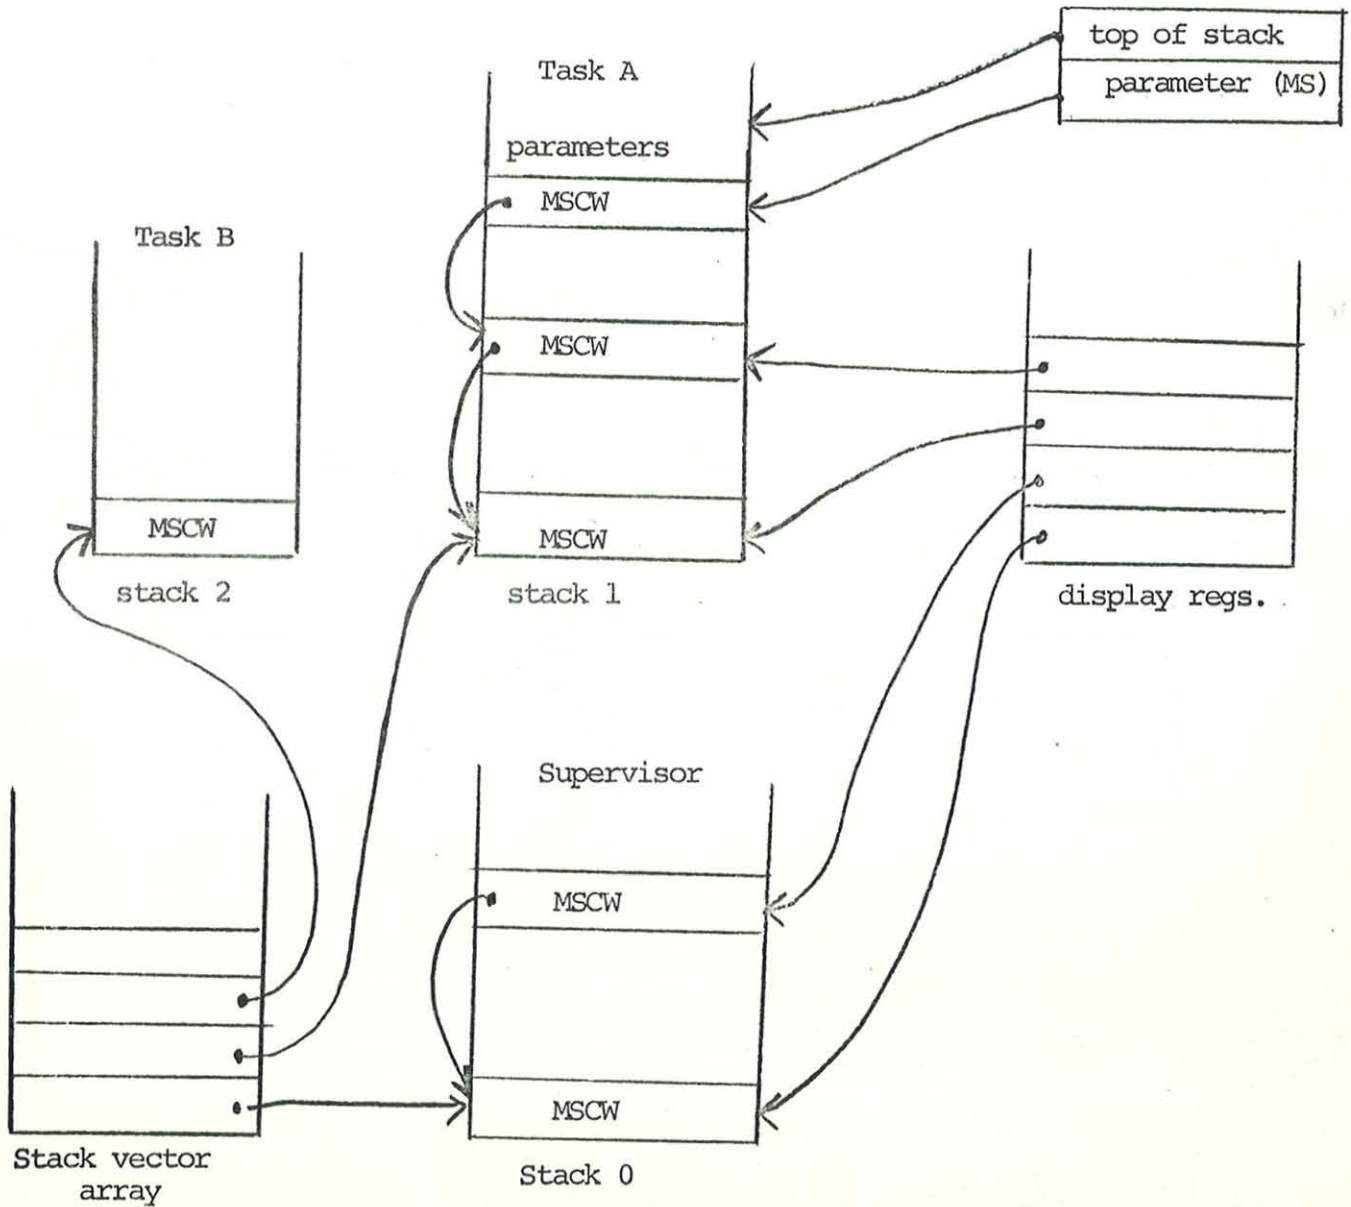 top of stack
parameter (MS)
Task A
parameters
MSCW
Task B
MSCW
MSCW
MSCW
stack 2
stack 1
display regs.
Supervisor
MSCW
MSCW
Stack vector
array
Stack 0